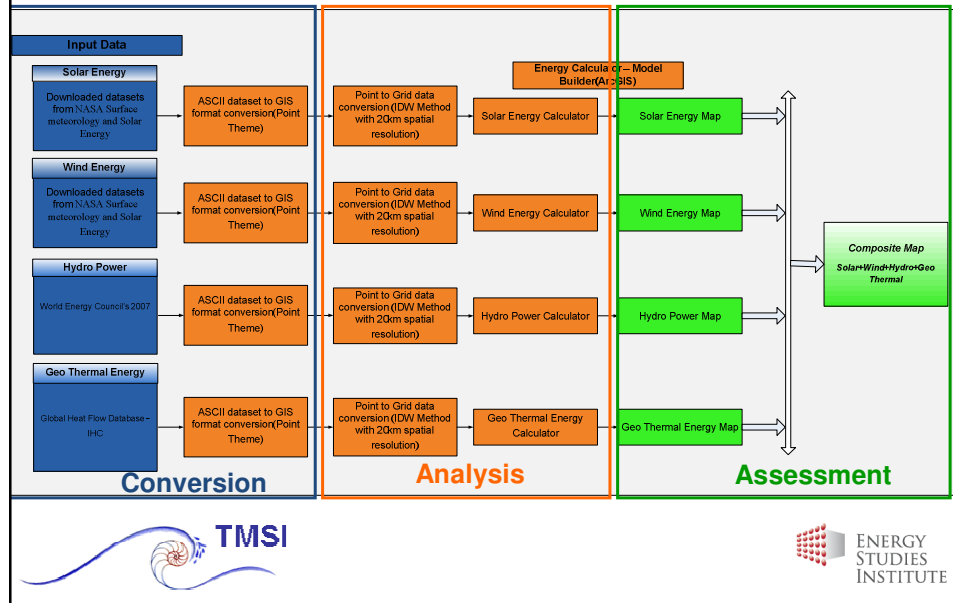 Input Data
Energy Calculator – Model
Builder(ArcGIS)
Solar Energy
Downloaded datasets
from NASA Surface
meteorology and Solar
Energy
ASCII dataset to GIS
format conversion(Point
Theme)
Point to Grid data
conversion (IDW Method
with 20km spatial
resolution)
Solar Energy Calculator
Solar Energy Map
Wind Energy
Downloaded datasets
from NASA Surface
meteorology and Solar
Energy
ASCII dataset to GIS
format conversion(Point
Theme)
Point to Grid data
conversion (IDW Method
with 20km spatial
resolution)
Wind Energy Calculator
Wind Energy Map
Composite Map
Solar+Wind+Hydro+Geo
Thermal
Hydro Power
World Energy Council's 2007
ASCII dataset to GIS
format conversion(Point
Theme)
Point to Grid data
conversion (IDW Method
with 20km spatial
resolution)
Hydro Power Calculator
Hydro Power Map
Geo Thermal Energy
Global Heat Flow Database –
IHC
ASCII dataset to GIS
format conversion(Point
Theme)
Point to Grid data
conversion (IDW Method
with 20km spatial
resolution)
Geo Thermal Energy
Calculator
Geo Thermal Energy Map
Conversion
Analysis
Assessment
TMSI
ENERGY
STUDIES
INSTITUTE